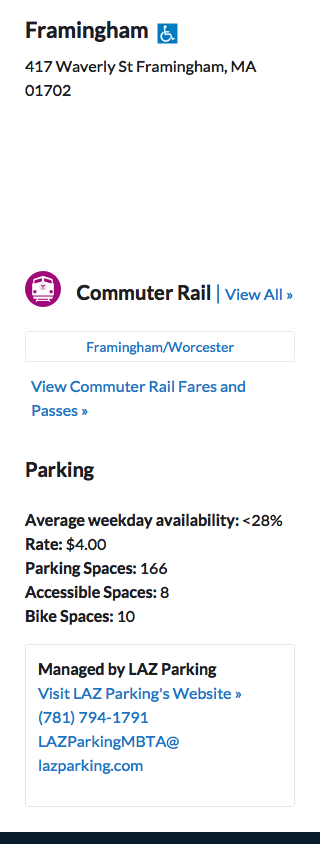 Framingham
417 Waverly St Framingham, MA
01702
Commuter Rail | View All »
Framingham/Worcester
View Commuter Rail Fares and
Passes »
Parking
Average weekday availability: <28%
Rate: $4.00
Parking Spaces: 166
Accessible Spaces: 8
Bike Spaces: 10
Managed by LAZ Parking
Visit LAZ Parking's Website »
(781) 794-1791
LAZParkingMBTA@
lazparking.com